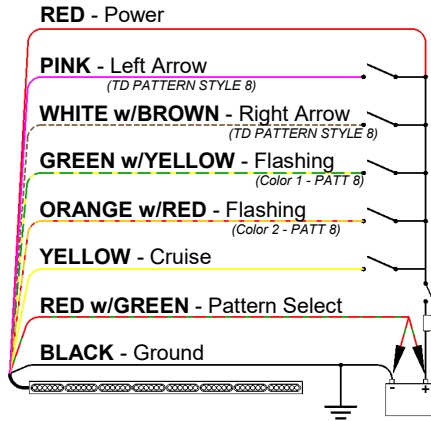 RED - Power
PINK - Left Arrow
(TD PATTERN STYLE 8)
WHITE w/BROWN - Right Arrow
(TD PATTERN STYLE 8)
GREEN w/YELLOW - Flashing
(Color 1 - PATT 8)
ORANGE w/RED - Flashing
(Color 2 - PATT 8)
YELLOW - Cruise
RED w/GREEN - Pattern Select
BLACK - Ground
- +